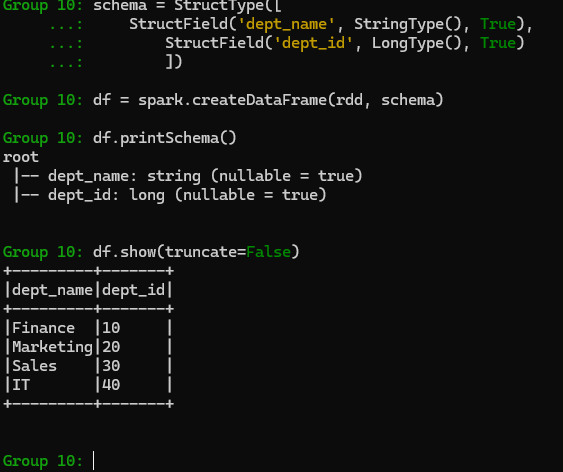 Group 10: schema = StructType([
     ...:     StructField('dept_name', StringType(), True),
     ...:         StructField('dept_id', LongType(), True)
     ...:         ])
Group 10: df = spark.createDataFrame(rdd, schema)
Group 10: df.printSchema()
root
 |-- dept_name: string (nullable = true)
 |-- dept_id: long (nullable = true)
Group 10: df.show(truncate=False)
+---------+-------+
|dept_name|dept_id|
+---------+-------+
|Finance  |10     |
|Marketing|20     |
|Sales    |30     |
|IT       |40     |
+---------+-------+
Group 10: